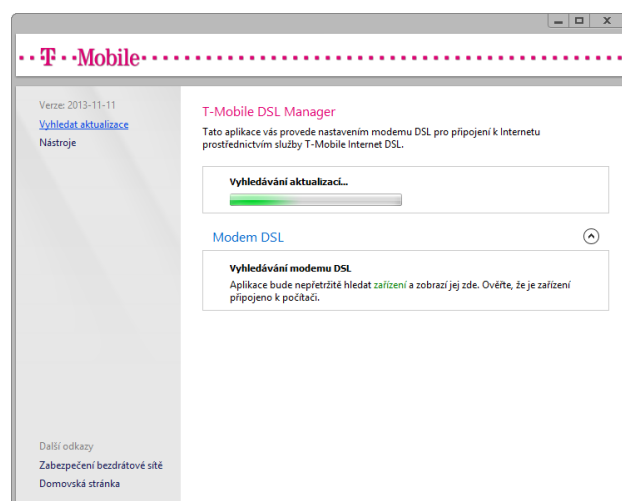 T Mobile
Verze: 2013-11-11
Vyhledat aktualizace
Nástroje
T-Mobile DSL Manager
Tato aplikace vás provede nastavením modemu DSL pro připojení k Internetu
prostřednictvím služby T-Mobile Internet DSL.
Vyhledávání aktualizací...
Modem DSL
Vyhledávání modemu DSL
Aplikace bude nepřetržitě hledat zařízení a zobrazí jej zde. Ověřte, že je zařízení
připojeno k počítači.
Další odkazy
Zabezpečení bezdrátové sítě
Domovská stránka